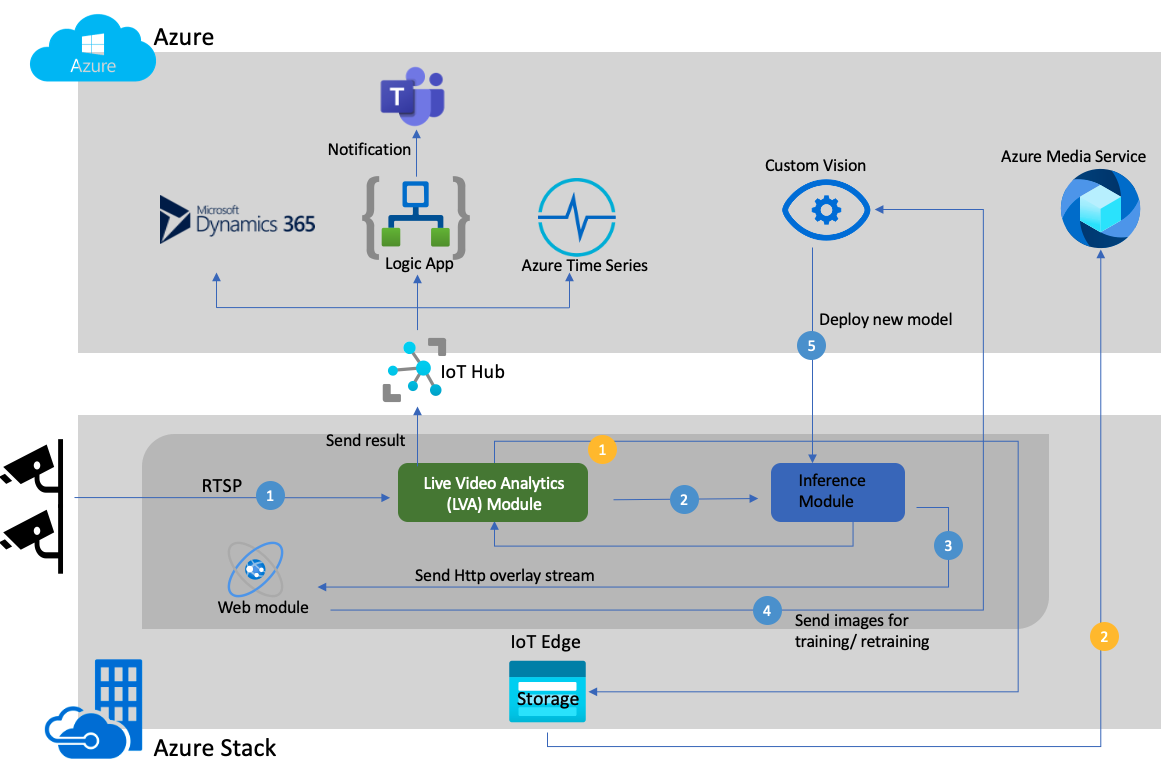 Azure
Azure
T
Notification
Custom Vision
Azure Media Service
Microsoft
Dynamics 365
Logic App
Azure Time Series
Deploy new model
5
IoT Hub
Send result
1
RTSP
1
Live Video Analytics
(LVA) Module
2
Inference
Module
3
Send Http overlay stream
Web module
4
Send images for
training/ retraining
2
IoT Edge
Storage
Azure Stack